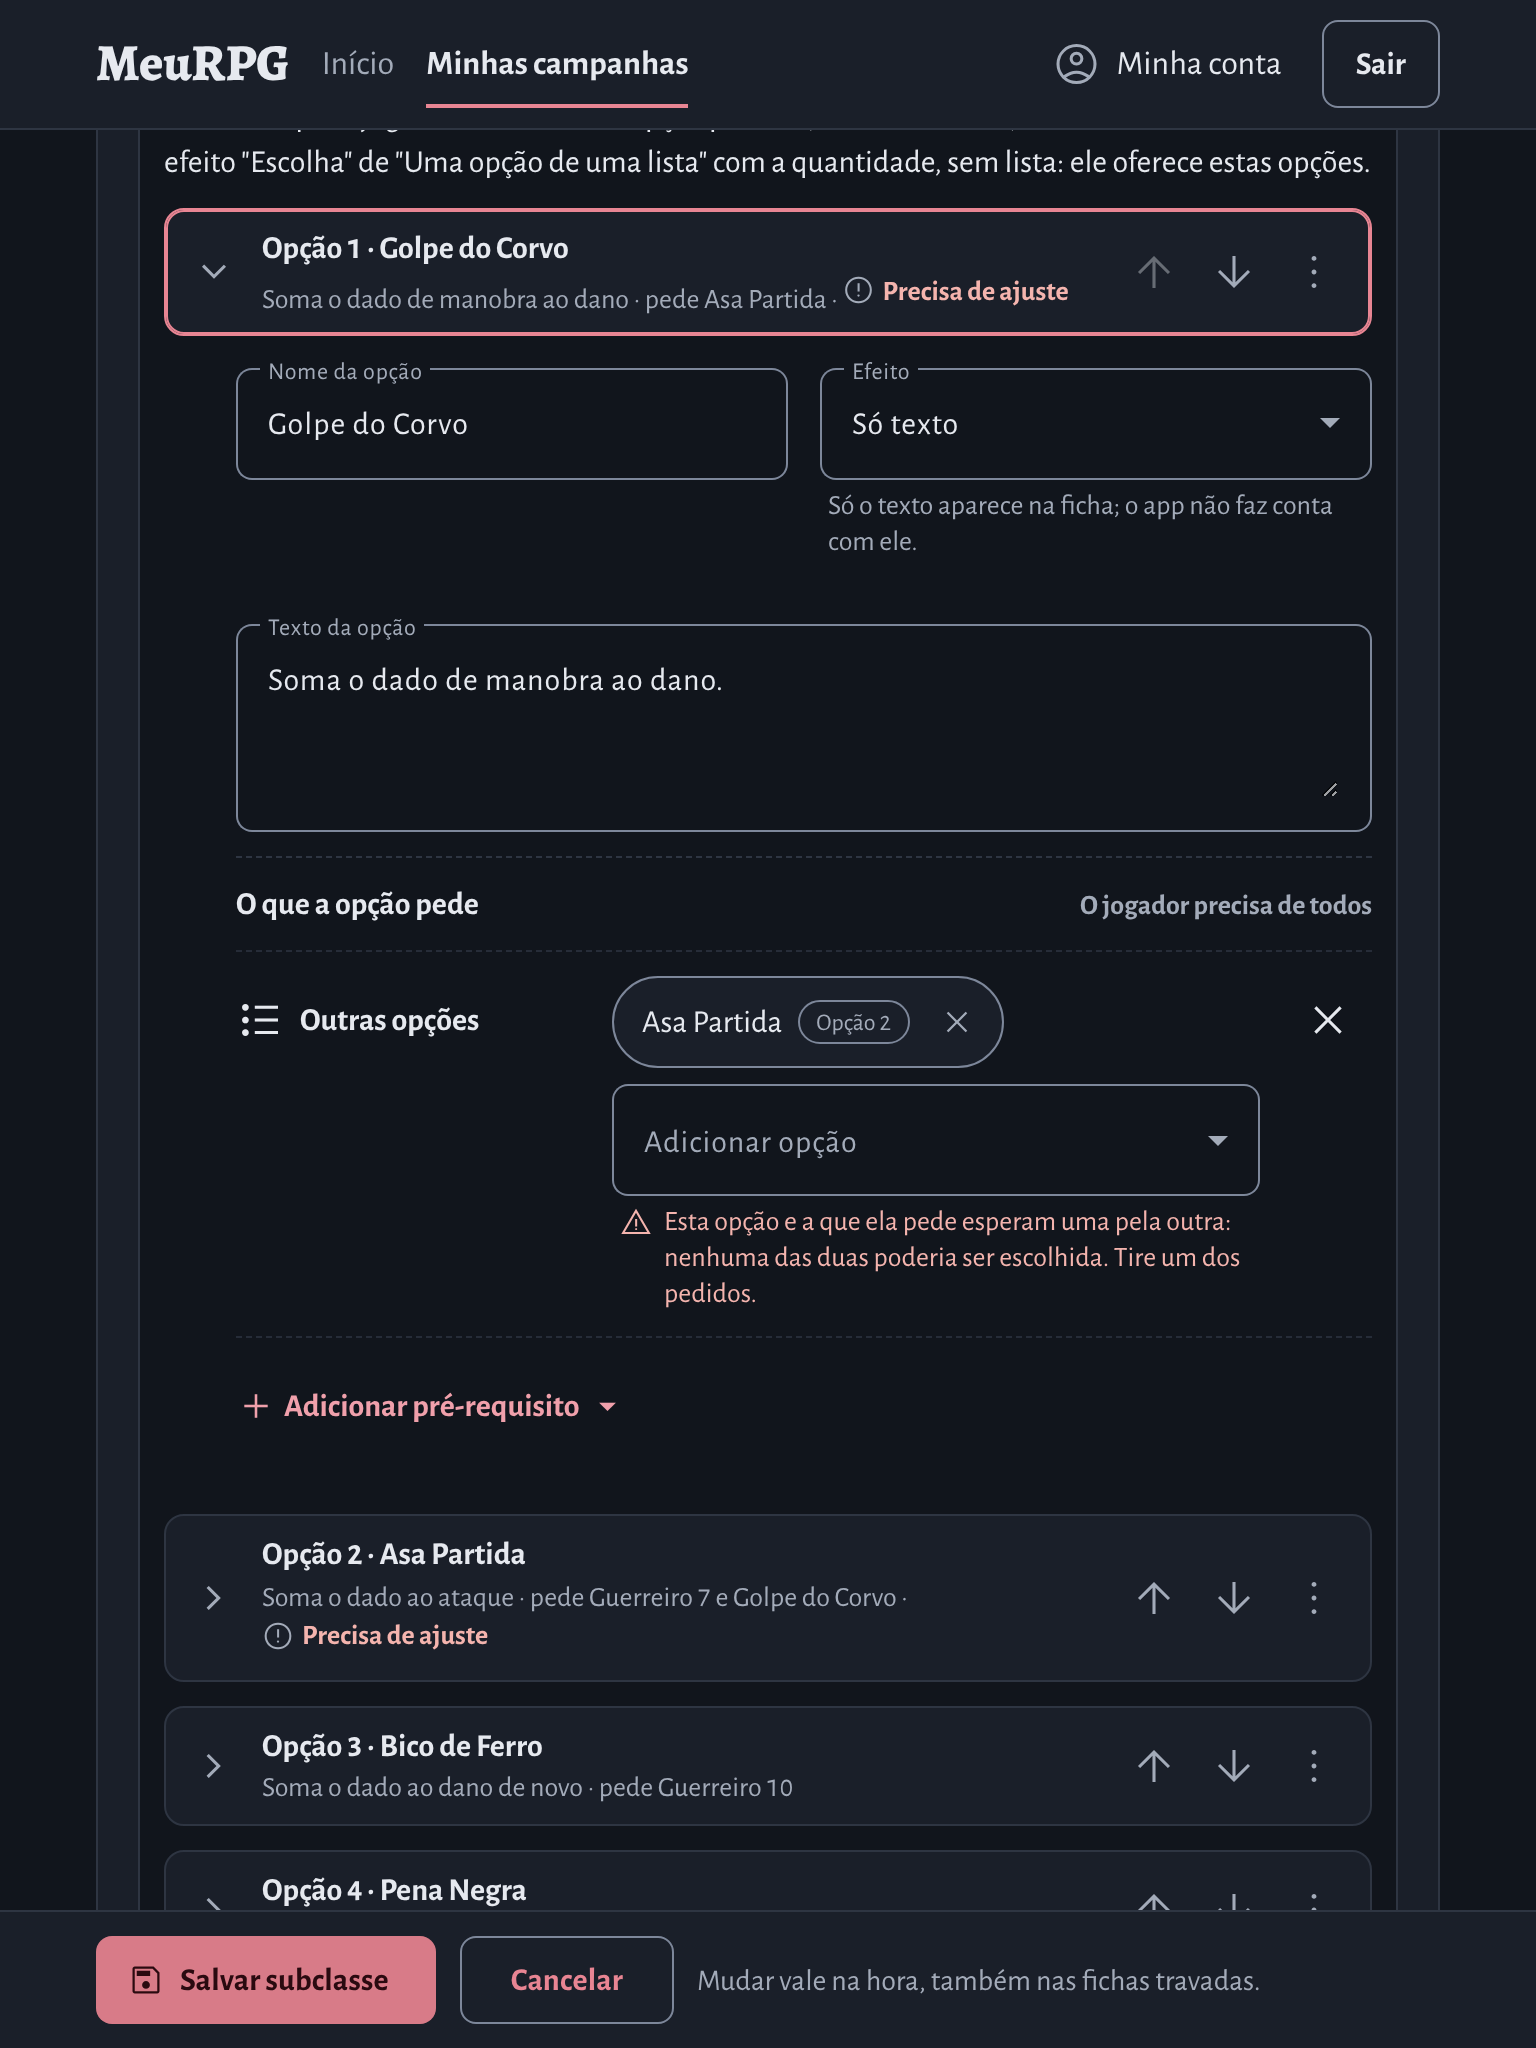 MeuRPG Início Minhas campanhas Minha conta Sair
efeito "Escolha" de "Uma opção de uma lista" com a quantidade, sem lista: ele oferece estas opções.
Opção 1 · Golpe do Corvo
Soma o dado de manobra ao dano · pede Asa Partida · Precisa de ajuste
Nome da opção
Golpe do Corvo
Efeito
Só texto
Só o texto aparece na ficha; o app não faz conta
com ele.
Texto da opção
Soma o dado de manobra ao dano.
O que a opção pede
O jogador precisa de todos
Outras opções
Asa Partida Opção 2
Adicionar opção
Esta opção e a que ela pede esperam uma pela outra:
nenhuma das duas poderia ser escolhida. Tire um dos
pedidos.
Adicionar pré-requisito
Opção 2 · Asa Partida
Soma o dado ao ataque · pede Guerreiro 7 e Golpe do Corvo ·
Precisa de ajuste
Opção 3 · Bico de Ferro
Soma o dado ao dano de novo · pede Guerreiro 10
Opção 4 · Pena Negra
Salvar subclasse Cancelar Mudar vale na hora, também nas fichas travadas.